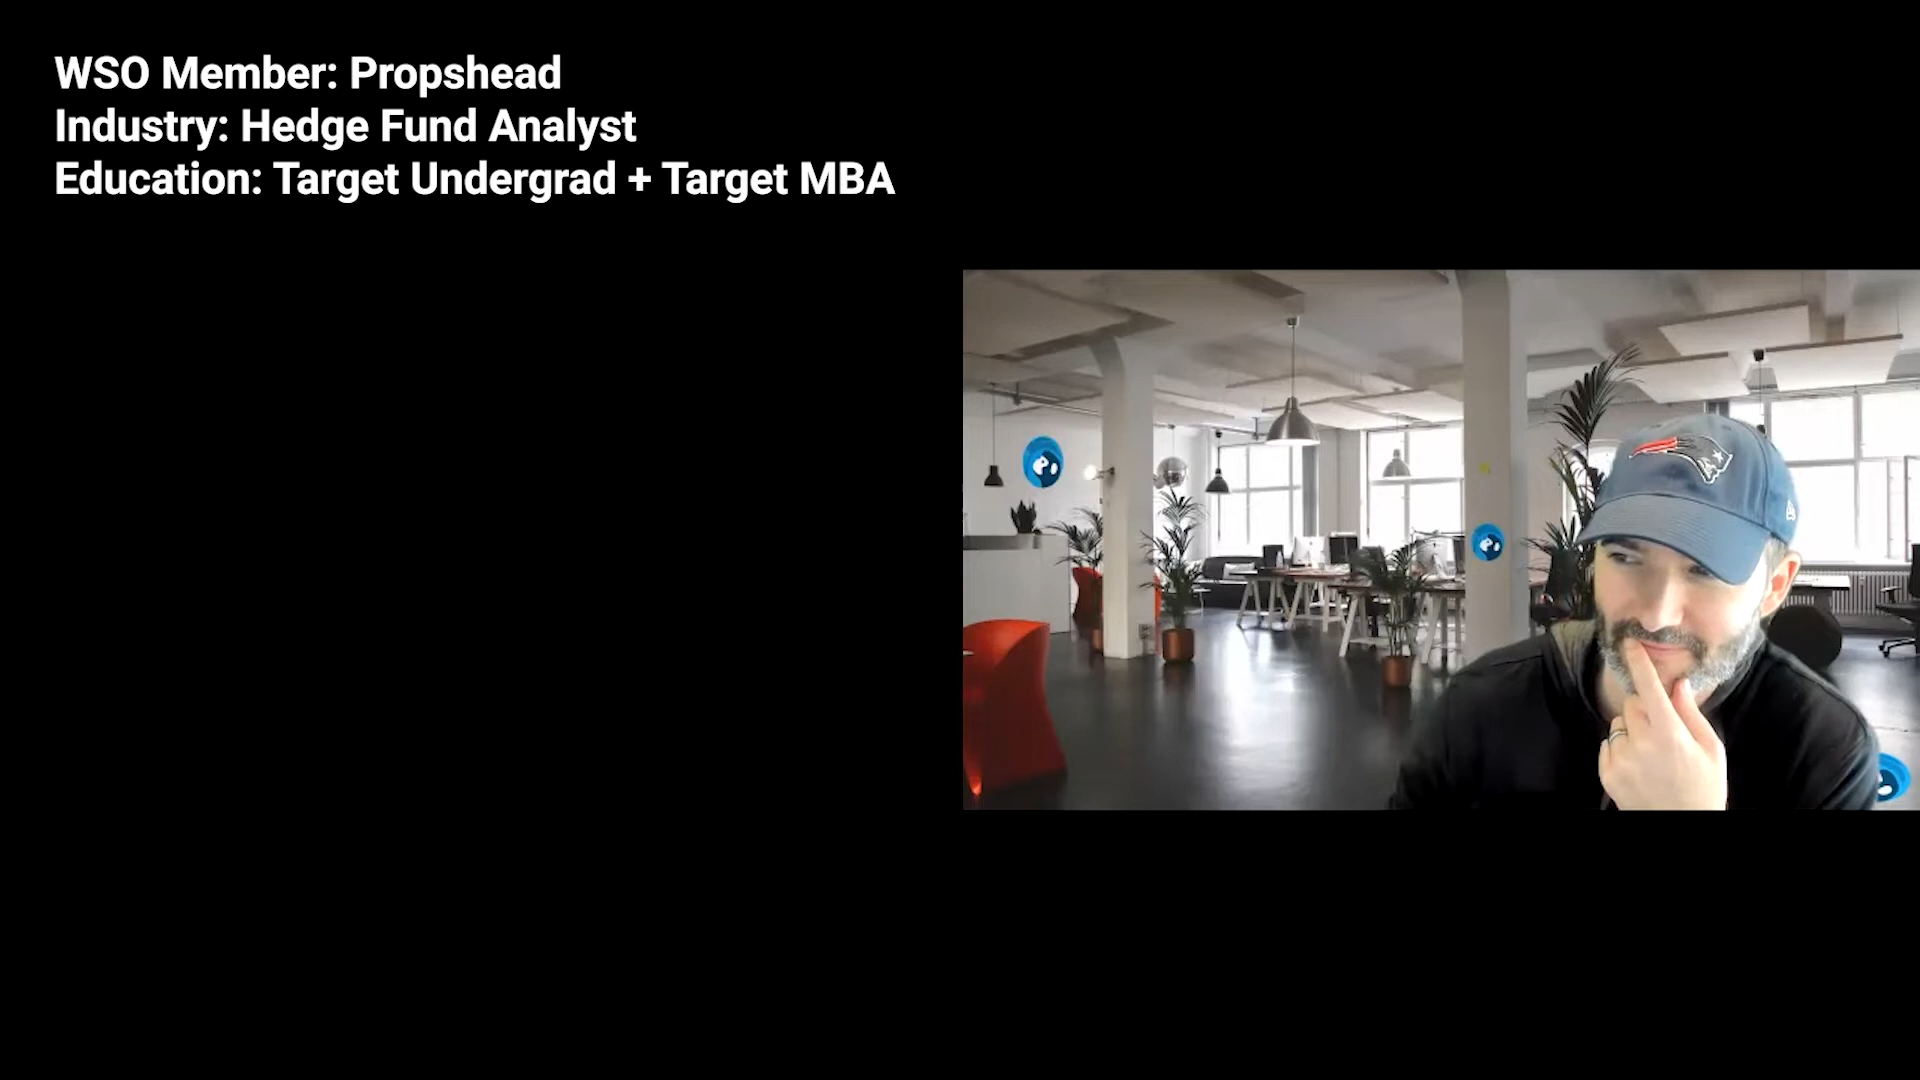 WSO Member: Propshead
Industry: Hedge Fund Analyst
Education: Target Undergrad + Target MBA